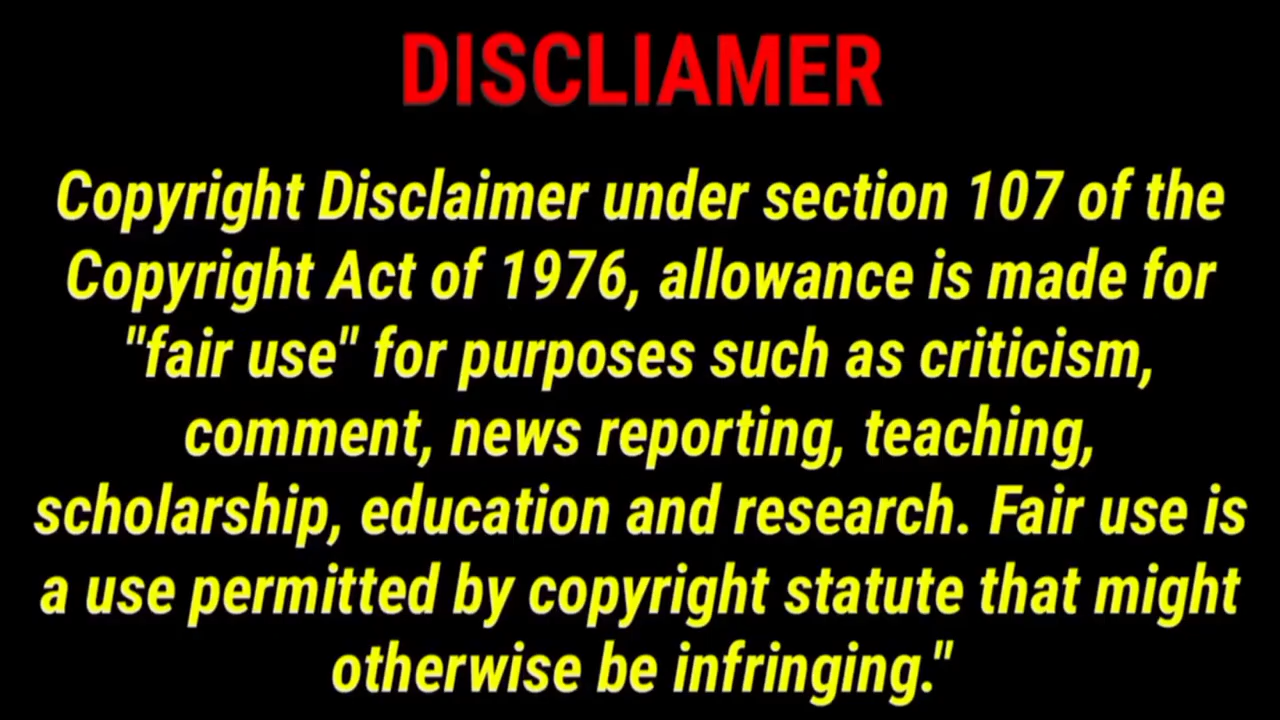 DISCLIAMER
Copyright Disclaimer under section 107 of the
Copyright Act of 1976, allowance is made for
"fair use" for purposes such as criticism,
comment, news reporting, teaching,
scholarship, education and research. Fair use is
a use permitted by copyright statute that might
otherwise be infringing."